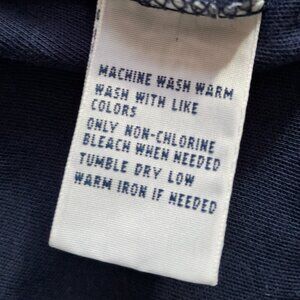 MACHINE WASH WARM
WASH WITH LIKE
COLORS
ONLY NON-CHLORINE
BLEACH WHEN NEEDED
TUMBLE DRY LOW
WARM IRON IF NEEDED